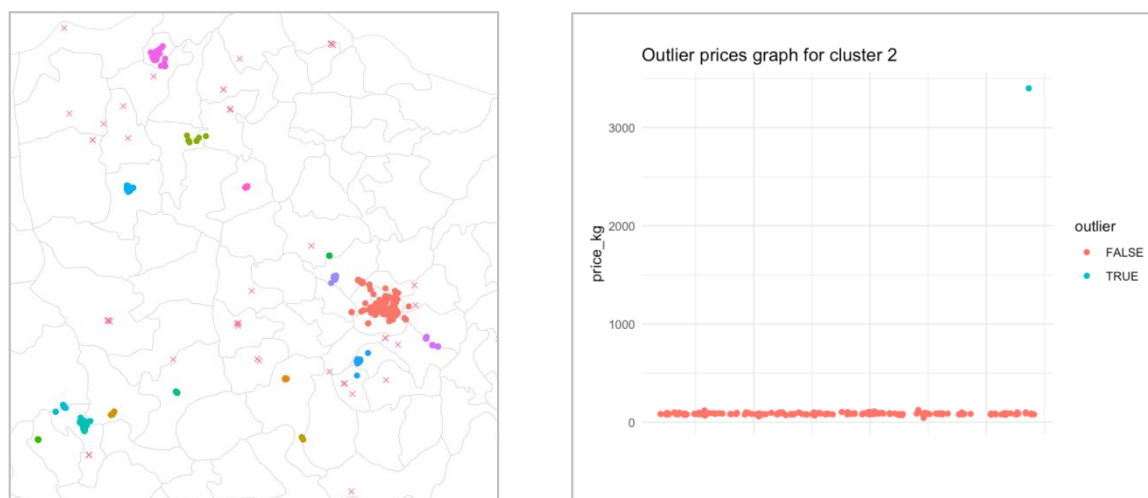 Outlier prices graph for cluster 2
3000
2000
1000
0
price_kg
outlier
FALSE
TRUE